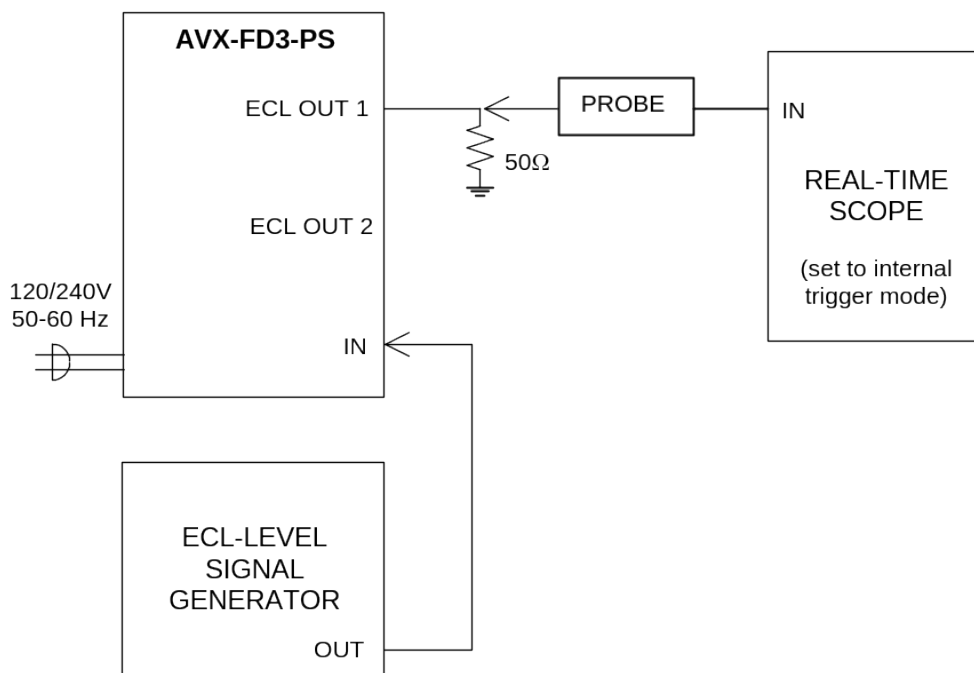 AVX-FD3-PS
ECL OUT 1
PROBE
IN
50Ω
REAL-TIME
SCOPE
(set to internal
trigger mode)
ECL OUT 2
120/240V
50-60 Hz
IN
ECL-LEVEL
SIGNAL
GENERATOR
OUT